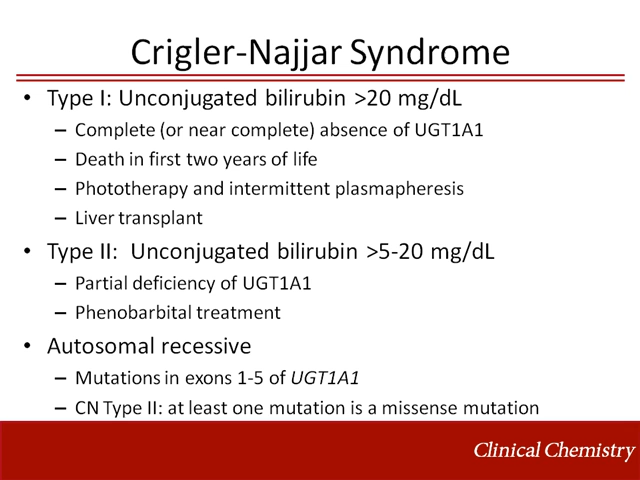 Crigler-Najjar Syndrome
• Type I: Unconjugated bilirubin >20 mg/dL
– Complete (or near complete) absence of UGT1A1
– Death in first two years of life
– Phototherapy and intermittent plasmapheresis
– Liver transplant
• Type II:  Unconjugated bilirubin >5-20 mg/dL
– Partial deficiency of UGT1A1
– Phenobarbital treatment
• Autosomal recessive
– Mutations in exons 1-5 of UGT1A1
– CN Type II: at least one mutation is a missense mutation
Clinical Chemistry